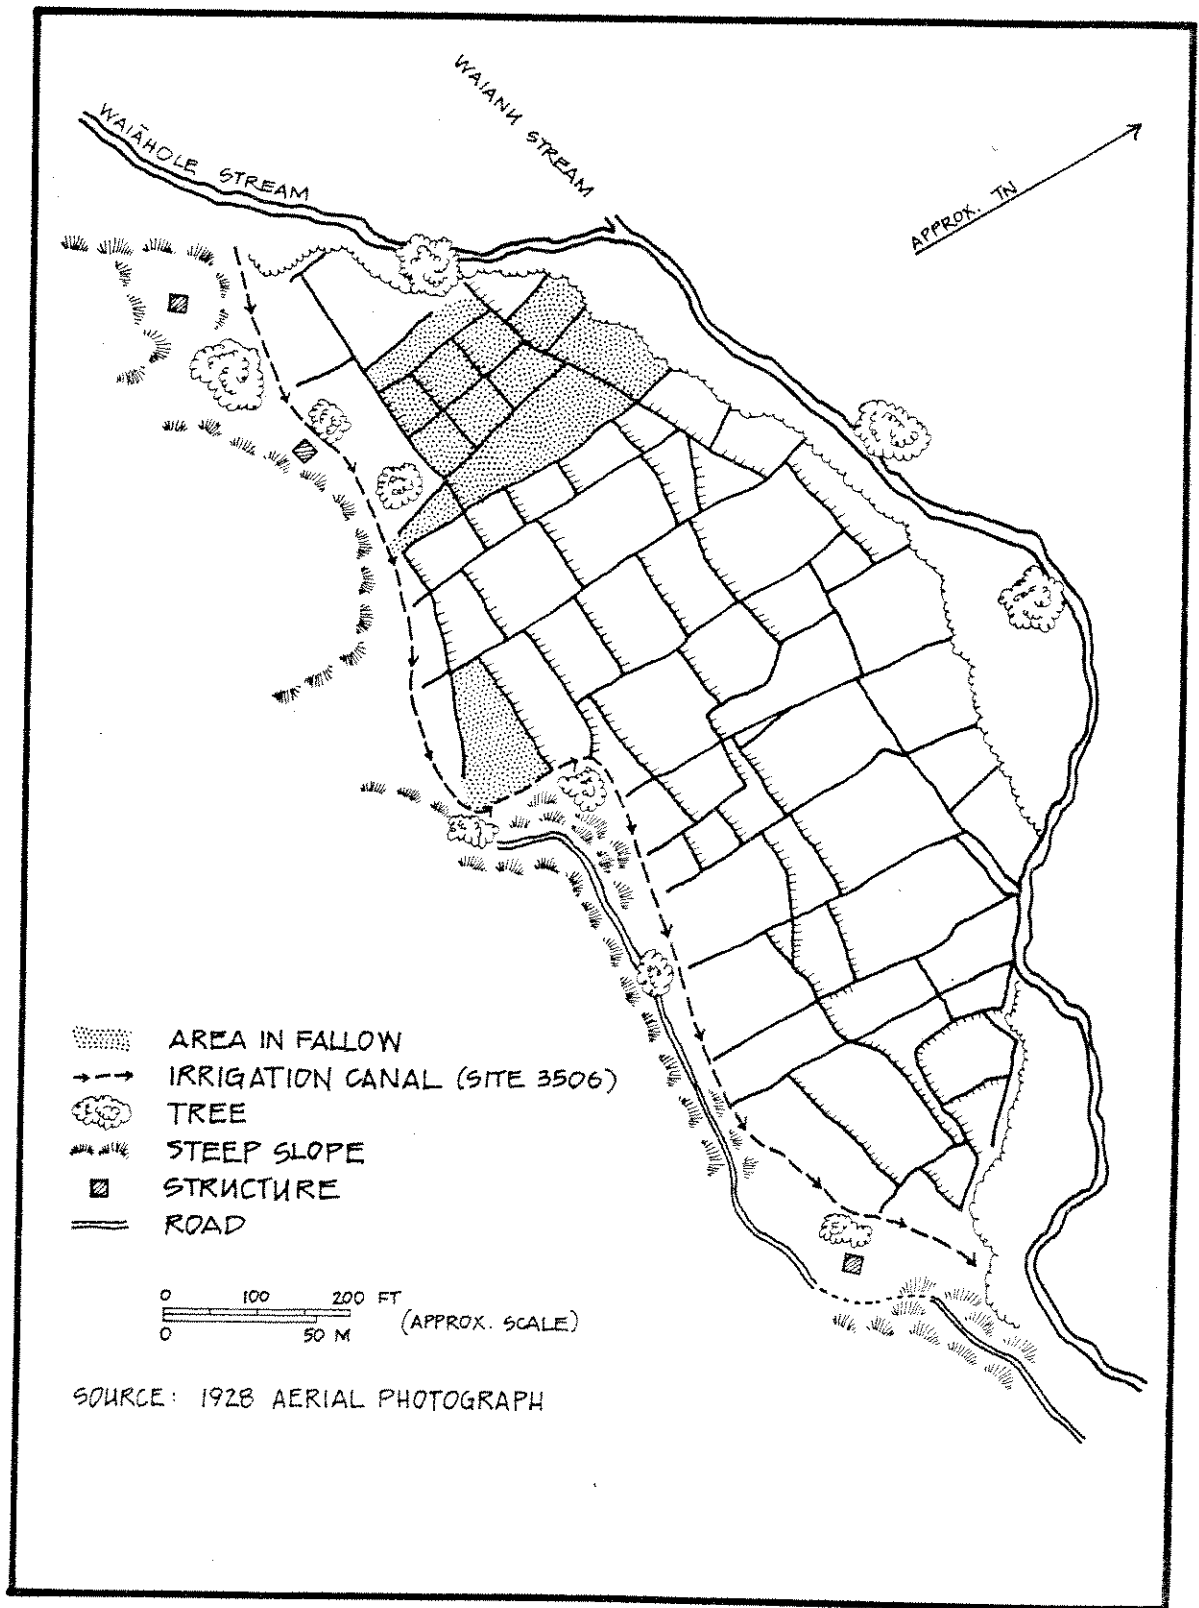 WAIĀHOLE STREAM
WAIANU STREAM
APPROX. TN
AREA IN FALLOW
IRRIGATION CANAL (SITE 3506)
TREE
STEEP SLOPE
STRUCTURE
ROAD
0 100 200 FT
0 50 M
(APPROX. SCALE)
SOURCE: 1928 AERIAL PHOTOGRAPH